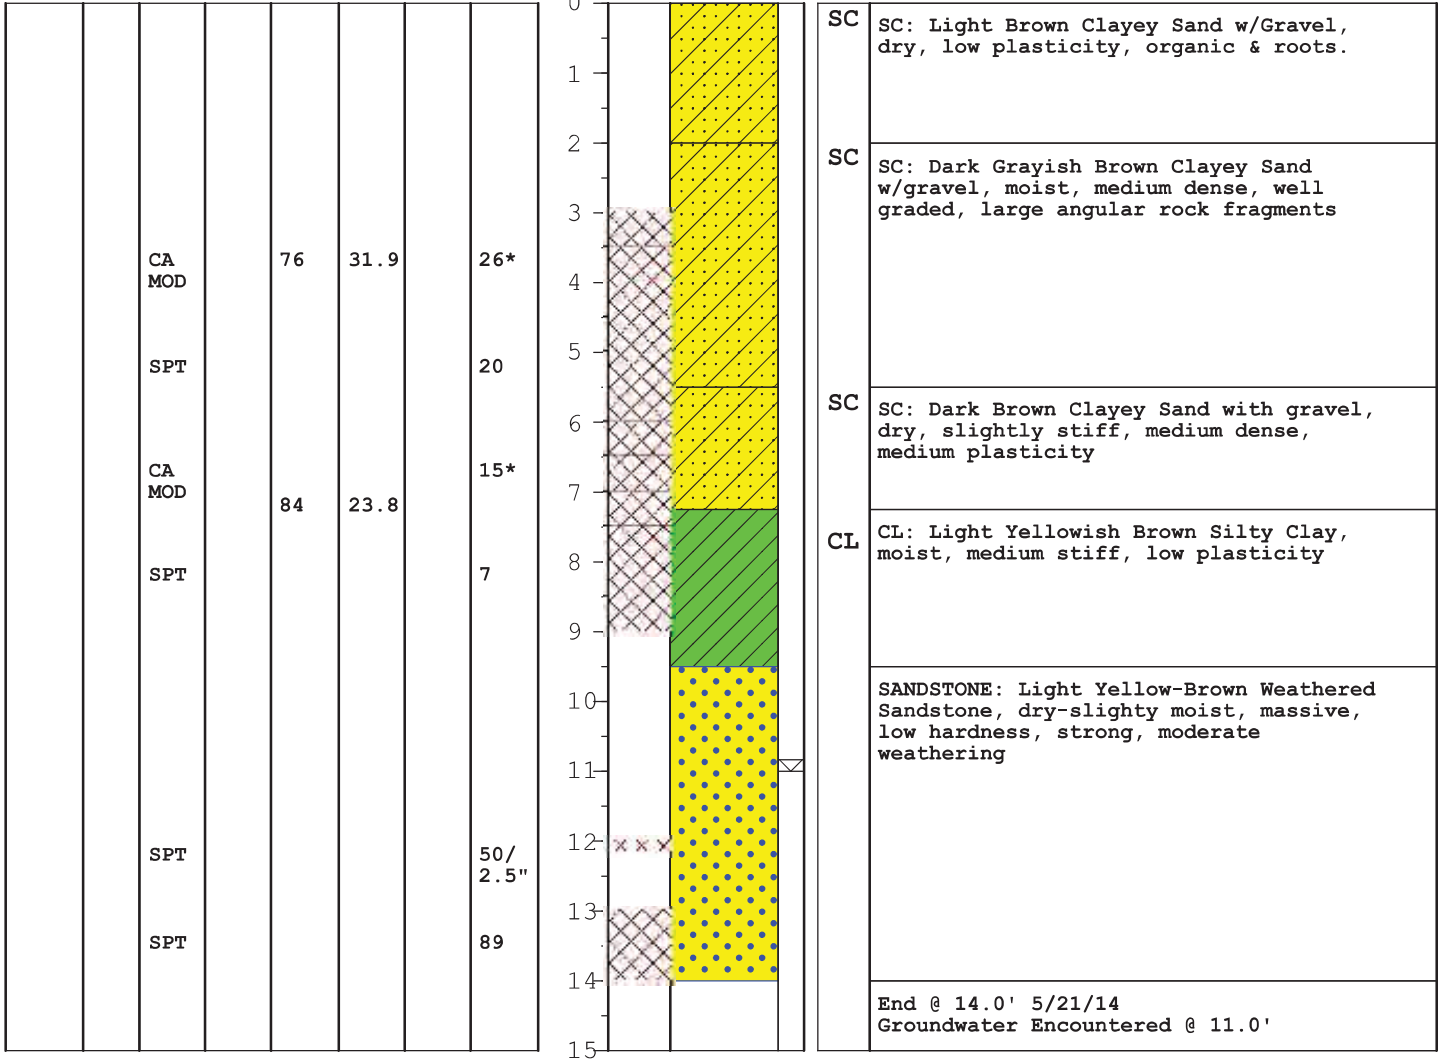 0
SC
SC: Light Brown Clayey Sand w/Gravel,
dry, low plasticity, organic & roots.
1
2
SC
SC: Dark Grayish Brown Clayey Sand
w/gravel, moist, medium dense, well
graded, large angular rock fragments
3
CA
MOD
76
31.9
26*
4
5
SPT
20
SC
SC: Dark Brown Clayey Sand with gravel,
dry, slightly stiff, medium dense,
medium plasticity
6
CA
MOD
15*
7
84
23.8
CL
CL: Light Yellowish Brown Silty Clay,
moist, medium stiff, low plasticity
8
SPT
7
9
SANDSTONE: Light Yellow-Brown Weathered
Sandstone, dry-slighty moist, massive,
low hardness, strong, moderate
weathering
10
11
12
SPT
50/
2.5"
13
SPT
89
14
End @ 14.0' 5/21/14
Groundwater Encountered @ 11.0'
15